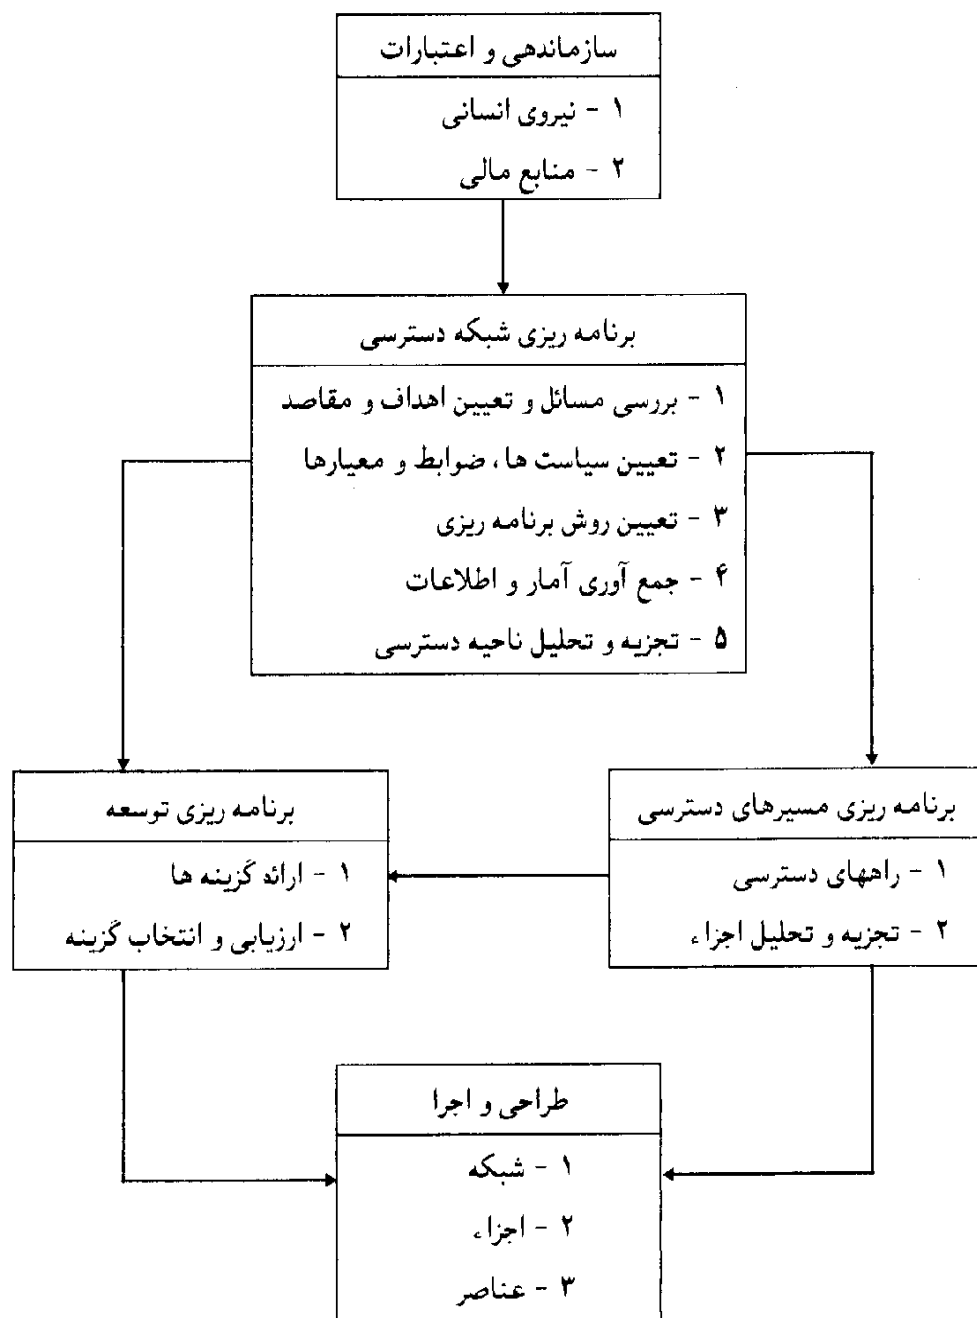 سازماندهی و اعتبارات
۱ - نیروی انسانی
۲ - منابع مالی
برنامه ریزی شبکه دسترسی
۱ - بررسی مسائل و تعیین اهداف و مقاصد
۲ - تعیین سیاست ها، ضوابط و معیارها
۳ - تعیین روش برنامه ریزی
۴ - جمع آوری آمار و اطلاعات
۵ - تجزیه و تحلیل ناحیه دسترسی
برنامه ریزی مسیرهای دسترسی
۱ - راههای دسترسی
۲ - تجزیه و تحلیل اجزاء
برنامه ریزی توسعه
۱ - ارائه گزینه ها
۲ - ارزیابی و انتخاب گزینه
طراحی و اجرا
۱ - شبکه
۲ - اجزاء
۳ - عناصر